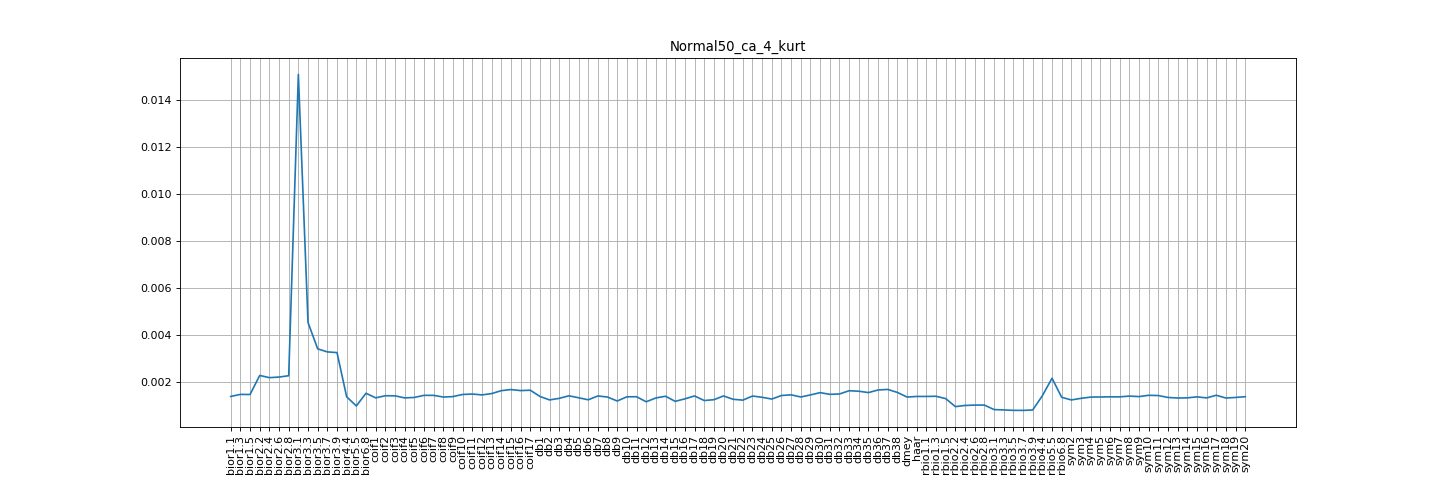 Normal50_ca_4_kurt
0.014
0.012
0.010
0.008
0.006
0.004
0.002
bior1.1
bior1.3
bior1.5
bior2.2
bior2.4
bior2.6
bior2.8
bior3.1
bior3.3
bior3.5
bior3.7
bior3.9
bior4.4
bior5.5
bior6.8
coif1
coif2
coif3
coif4
coif5
coif6
coif7
coif8
coif9
coif10
coif11
coif12
coif13
coif14
coif15
coif16
coif17
db1
db2
db3
db4
db5
db6
db7
db8
db9
db10
db11
db12
db13
db14
db15
db16
db17
db18
db19
db20
db21
db22
db23
db24
db25
db26
db27
db28
db29
db30
db31
db32
db33
db34
db35
db36
db37
db38
dmey
haar
rbio1.1
rbio1.3
rbio1.5
rbio2.2
rbio2.4
rbio2.6
rbio2.8
rbio3.1
rbio3.3
rbio3.5
rbio3.7
rbio3.9
rbio4.4
rbio5.5
rbio6.8
sym2
sym3
sym4
sym5
sym6
sym7
sym8
sym9
sym10
sym11
sym12
sym13
sym14
sym15
sym16
sym17
sym18
sym19
sym20